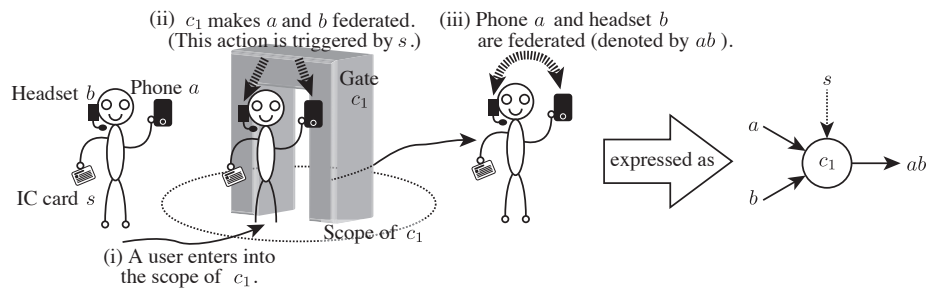 (ii) c₁ makes a and b federated.
(This action is triggered by s.)
(iii) Phone a and headset b
are federated (denoted by ab ).
Headset b
Phone a
Gate
c₁
IC card s
Scope of c₁
(i) A user enters into
the scope of c₁.
expressed as
s
a
c₁
ab
b